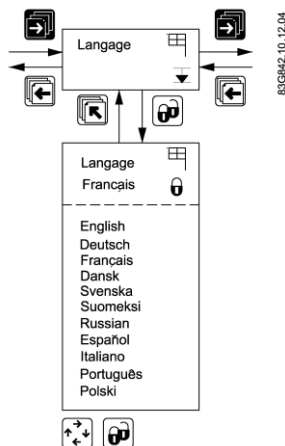 Langage
83G842.10.12.04
Langage
Français
English
Deutsch
Français
Dansk
Svenska
Suomeksi
Russian
Español
Italiano
Português
Polski